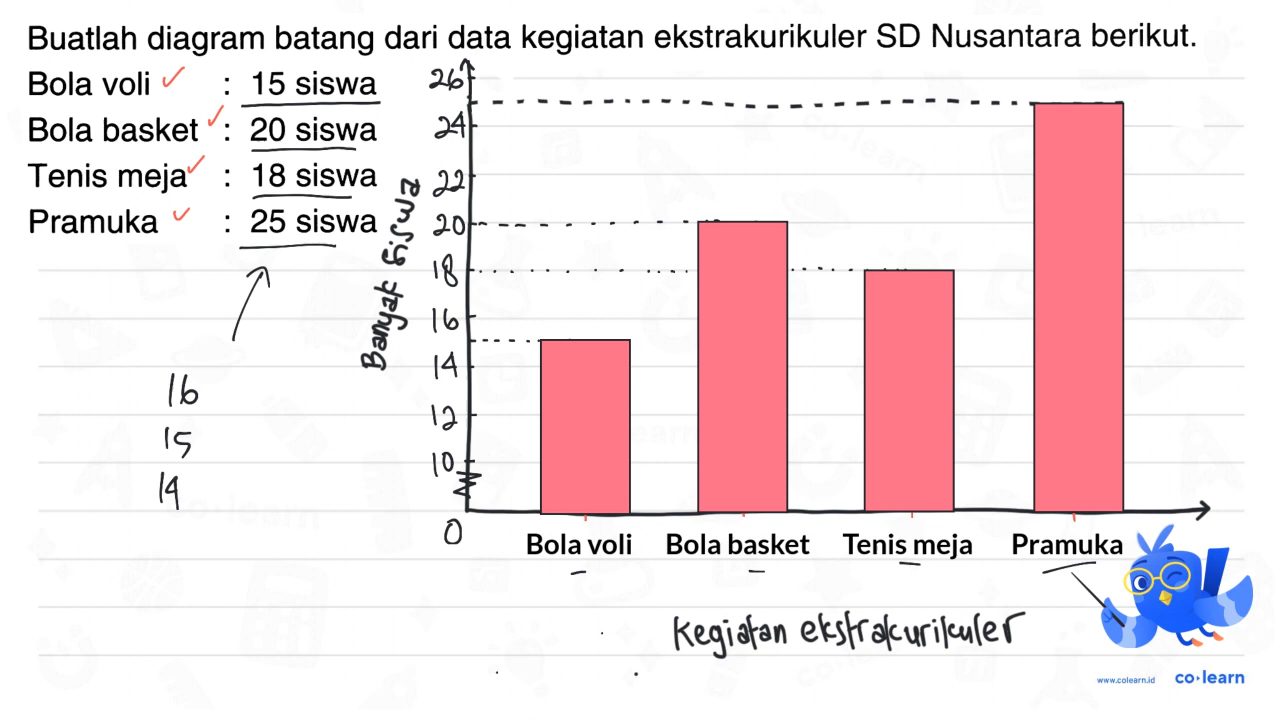 Buatlah diagram batang dari data kegiatan ekstrakurikuler SD Nusantara berikut.
Bola voli : 15 siswa
Bola basket : 20 siswa
Tenis meja : 18 siswa
Pramuka : 25 siswa
26
24
22
20
18
16
14
12
10
0
Banyak Siswa
16
15
14
Bola voli Bola basket Tenis meja Pramuka
Kegiatan ekstrakurikuler
www.colearn.id co·learn